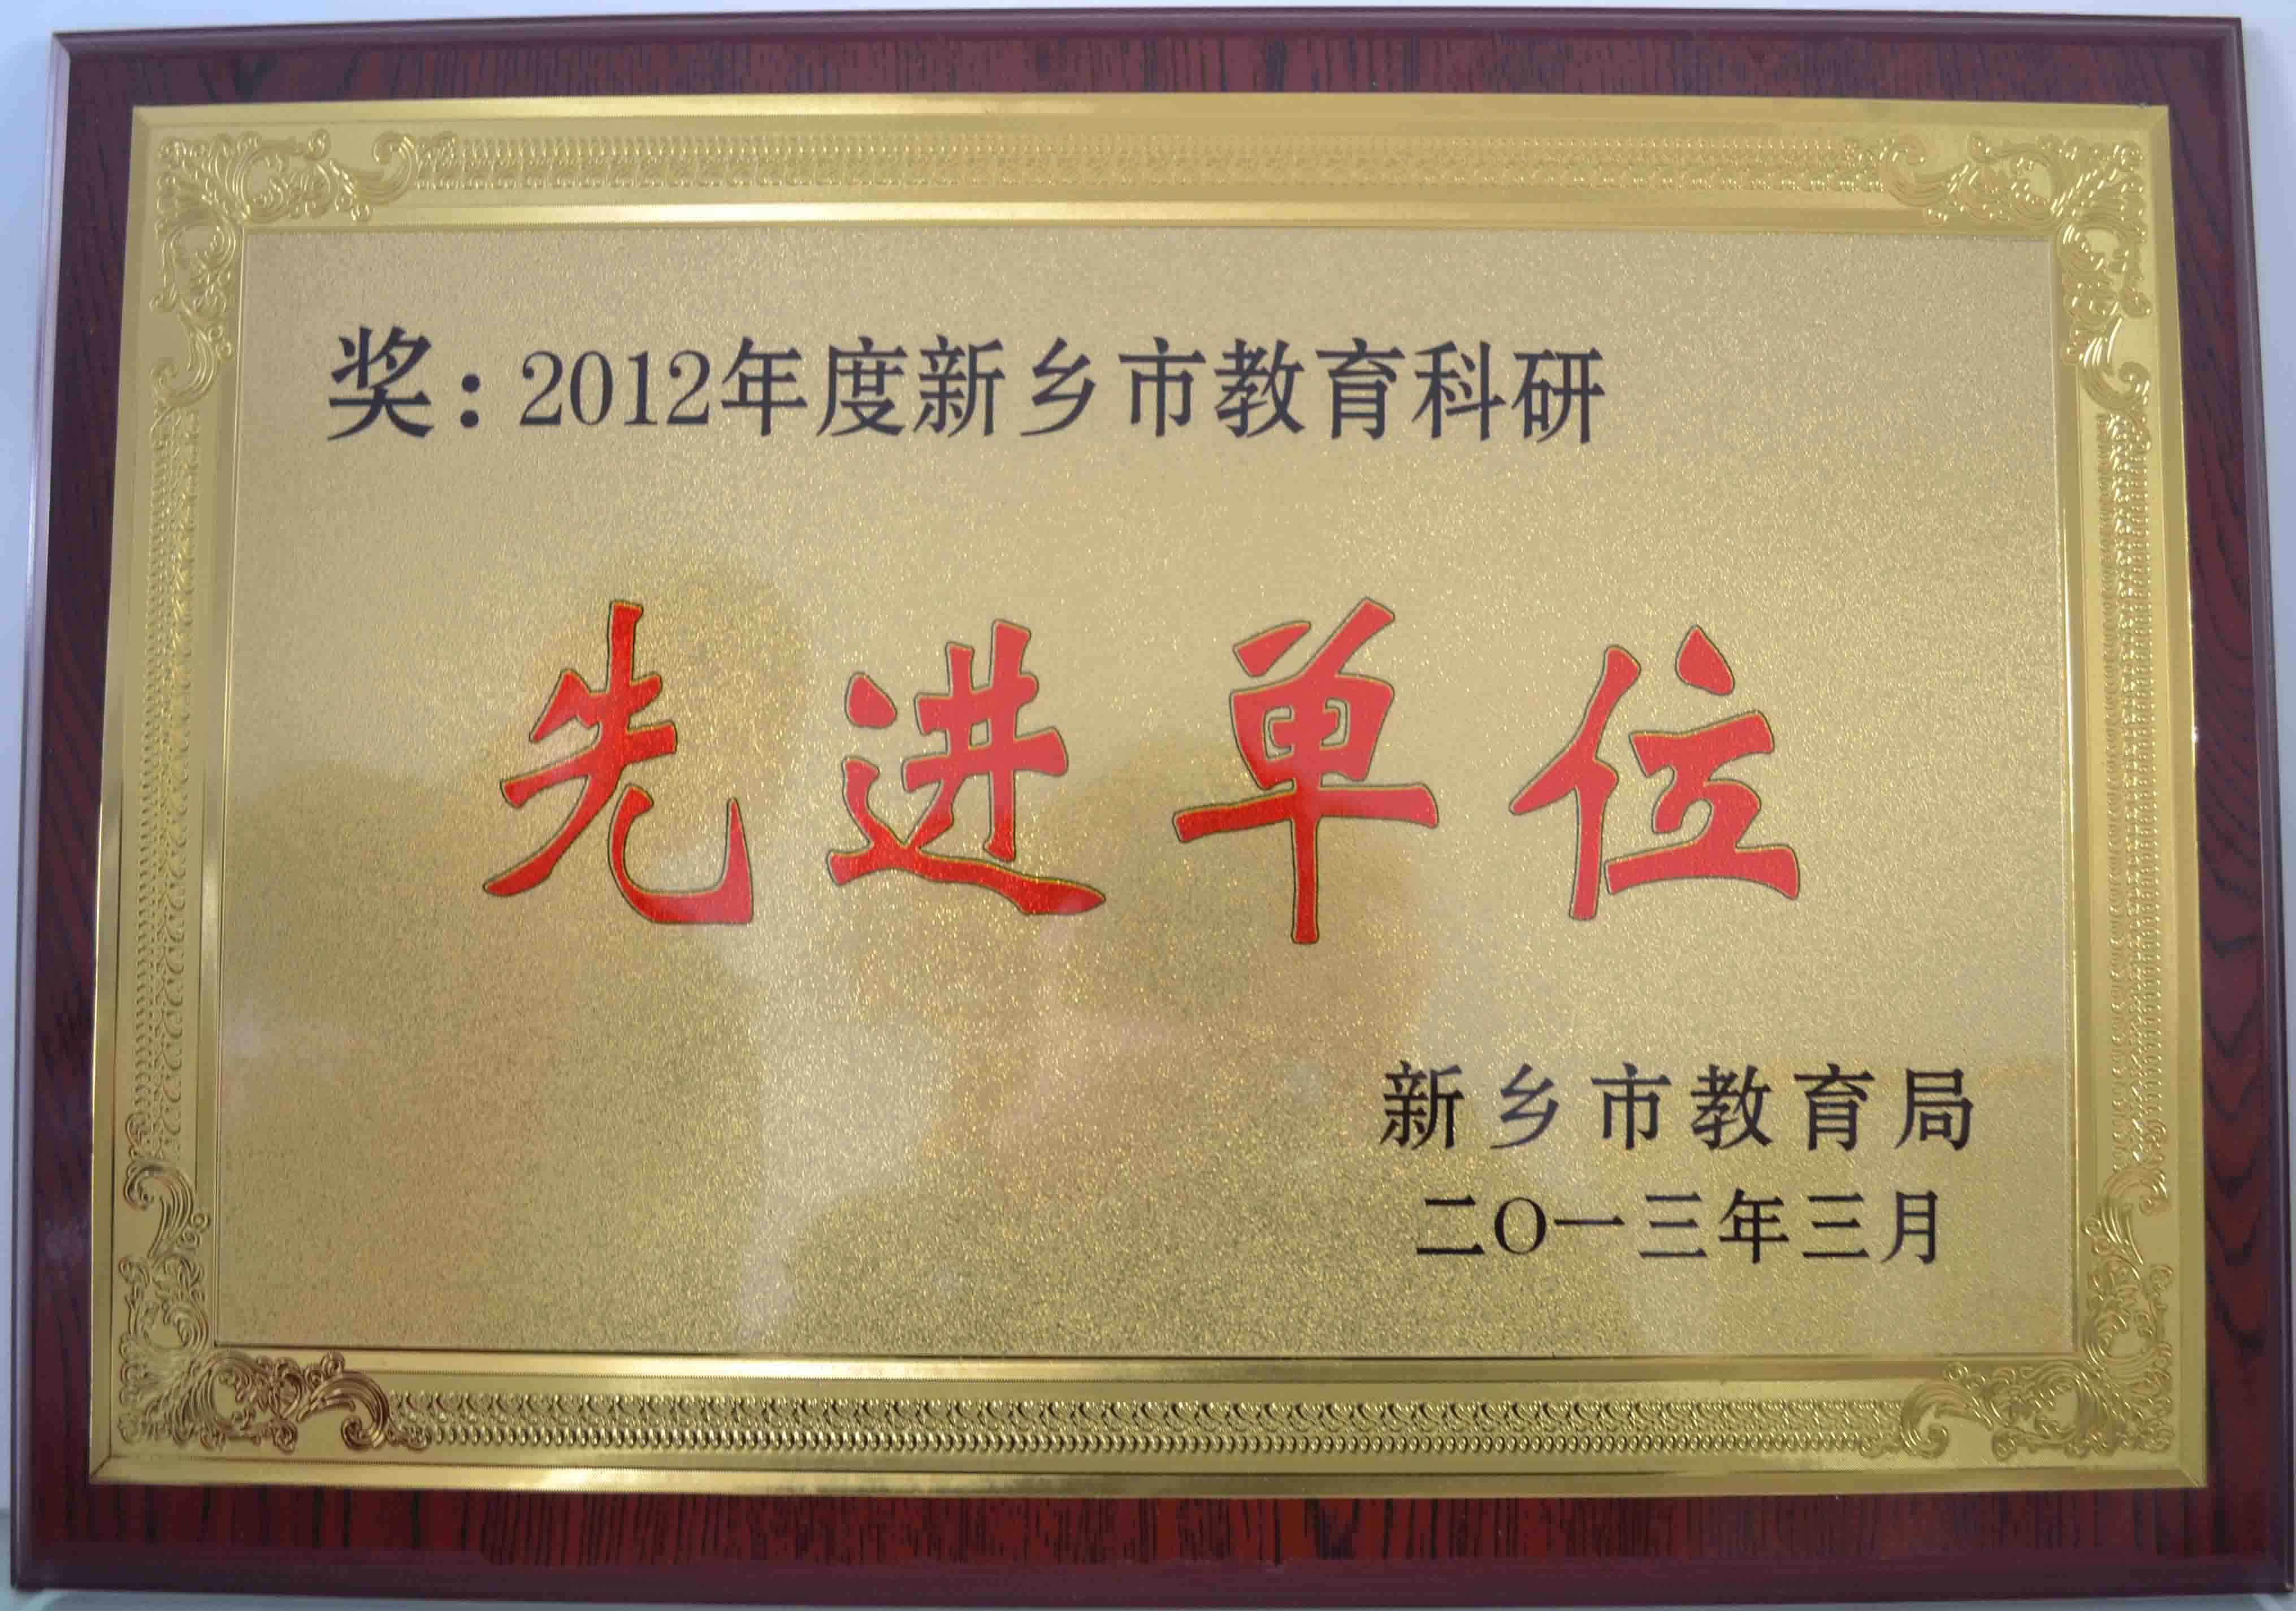 奖：2012年度新乡市教育科研
先进单位
新乡市教育局
二〇一三年三月